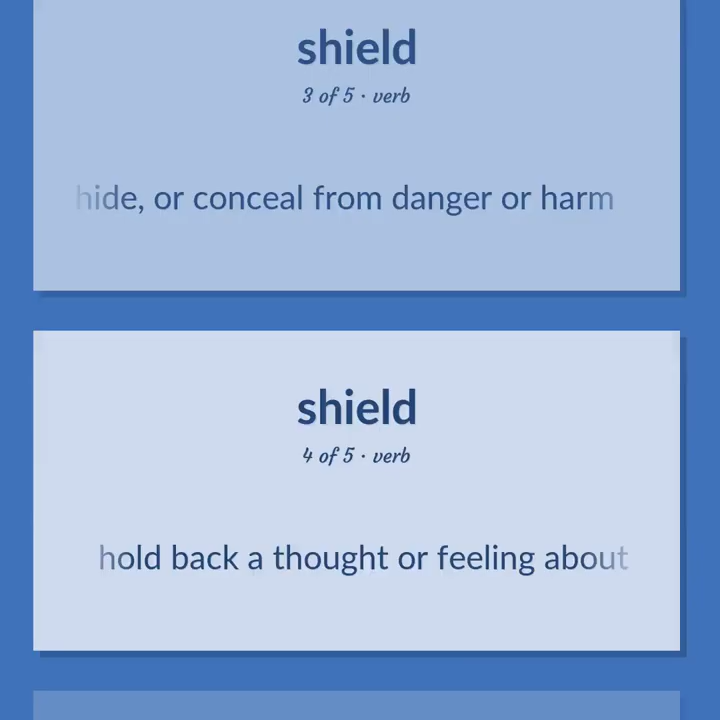 shield
3 of 5 · verb
hide, or conceal from danger or harm
shield
4 of 5 · verb
hold back a thought or feeling about